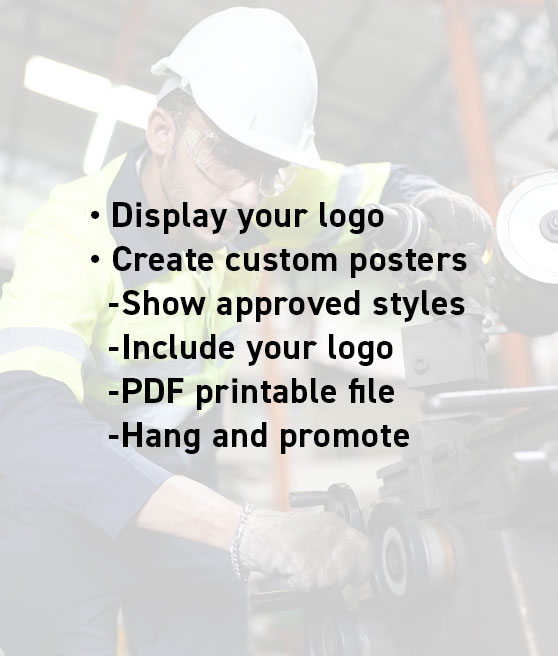 • Display your logo
• Create custom posters
-Show approved styles
-Include your logo
-PDF printable file
-Hang and promote